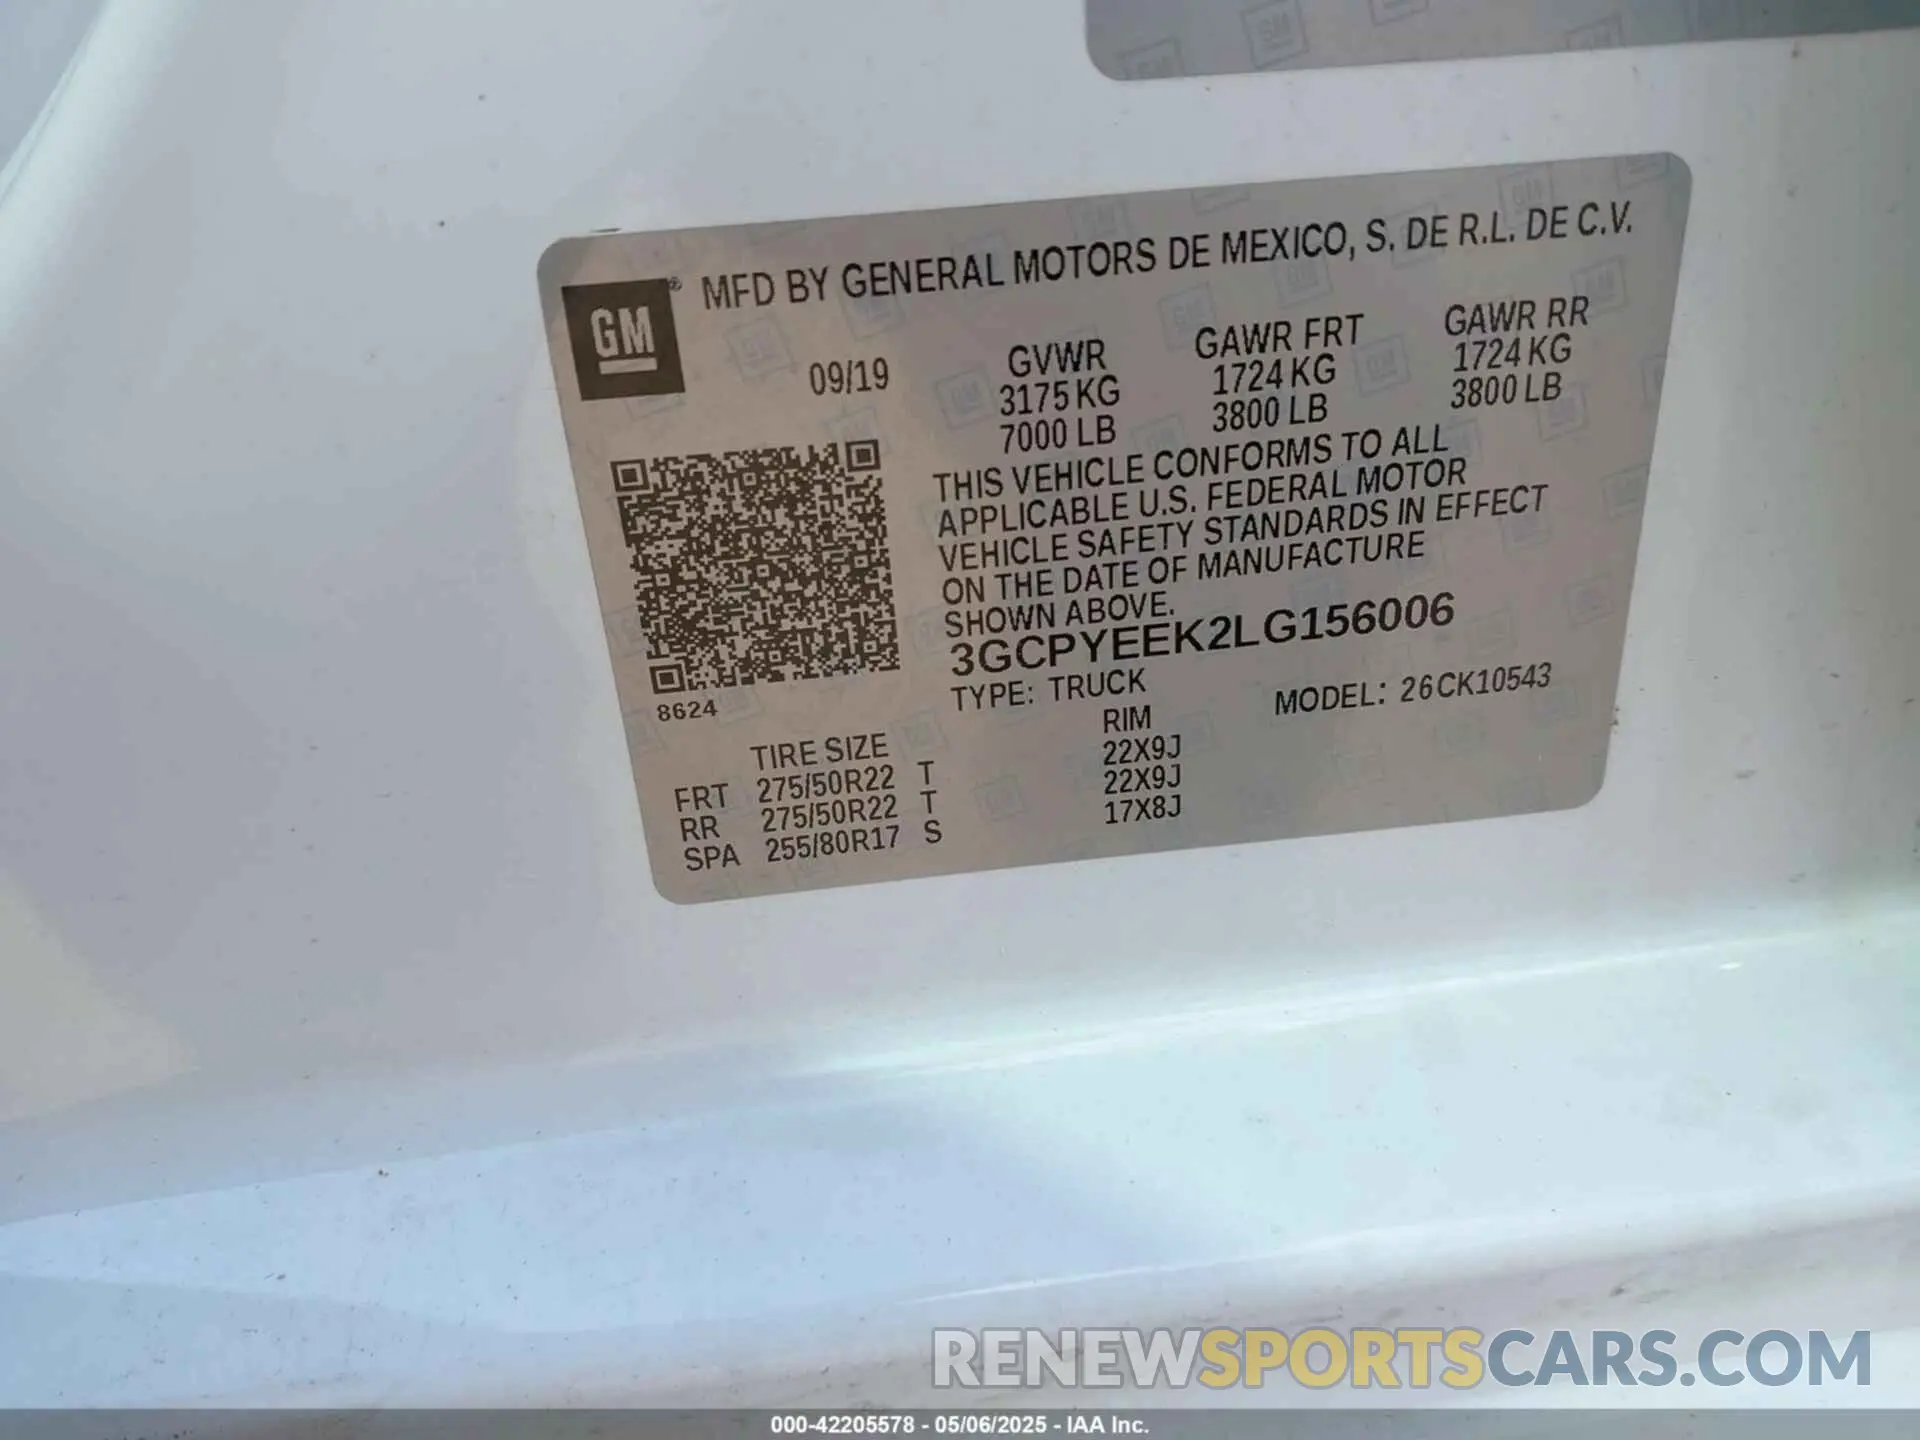 GM ® MFD BY GENERAL MOTORS DE MEXICO, S. DE R.L. DE C.V.
09/19 GVWR GAWR FRT GAWR RR
3175 KG 1724 KG 1724 KG
7000 LB 3800 LB 3800 LB
THIS VEHICLE CONFORMS TO ALL
APPLICABLE U.S. FEDERAL MOTOR
VEHICLE SAFETY STANDARDS IN EFFECT
ON THE DATE OF MANUFACTURE
SHOWN ABOVE.
3GCPYEEK2LG156006
8624 TYPE: TRUCK MODEL: 26CK10543
TIRE SIZE RIM
FRT 275/50R22 T 22X9J
RR 275/50R22 T 22X9J
SPA 255/80R17 S 17X8J
RENEWSPORTSCARS.COM
000-42205578 - 05/06/2025 - IAA Inc.